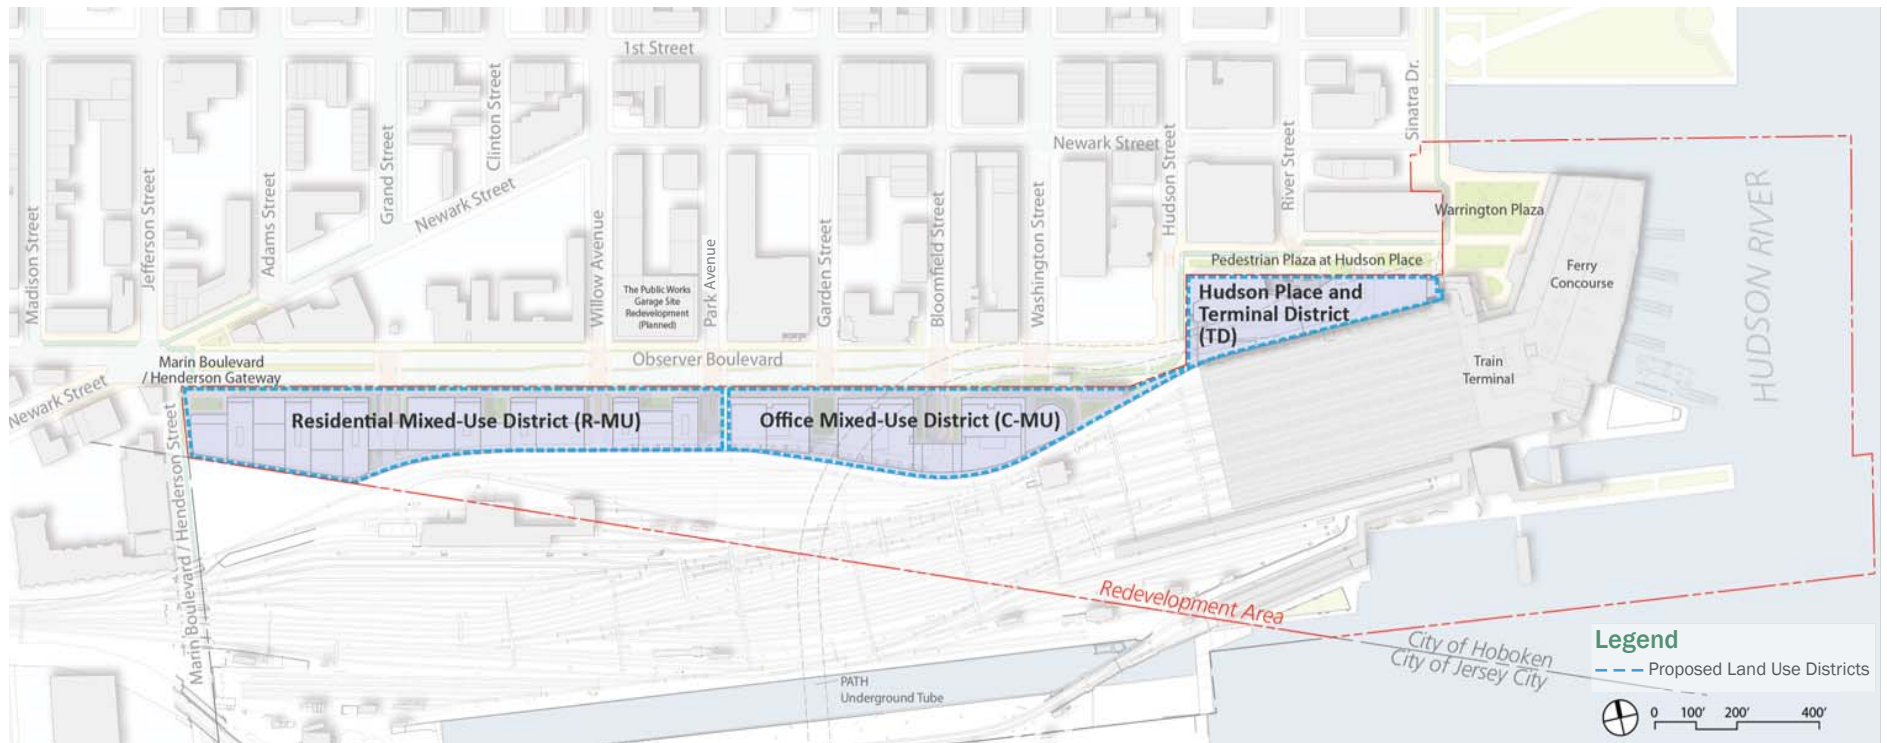 1st Street
Sinatra Dr.
Clinton Street
Grand Street
Newark Street
Hudson Street
River Street
Jefferson Street
Adams Street
Newark Street
Madison Street
Willow Avenue
Park Avenue
Garden Street
Bloomfield Street
Washington Street
Warrington Plaza
HUDSON RIVER
Pedestrian Plaza at Hudson Place
Ferry
Concourse
The Public Works
Garage Site
Redevelopment
(Planned)
Hudson Place and
Terminal District
(TD)
Observer Boulevard
Marin Boulevard
/ Henderson Gateway
Train
Terminal
Newark Street
Residential Mixed-Use District (R-MU)
Office Mixed-Use District (C-MU)
Marin Boulevard / Henderson Street
Redevelopment Area
City of Hoboken
City of Jersey City
PATH
Underground Tube
Legend
Proposed Land Use Districts
0 100' 200' 400'